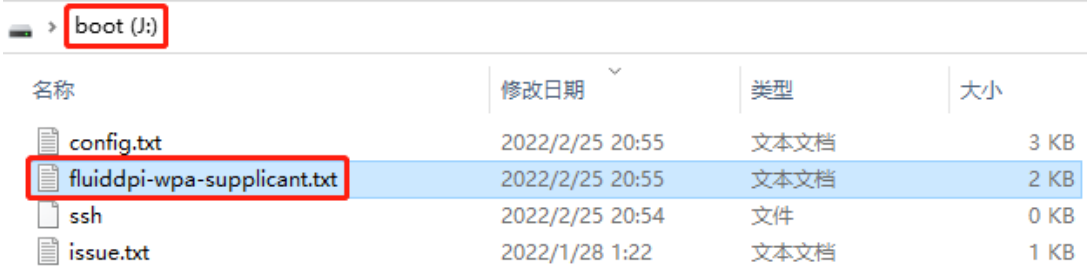 boot (J:)
名称 修改日期 类型 大小
config.txt 2022/2/25 20:55 文本文档 3 KB
fluiddpi-wpa-supplicant.txt 2022/2/25 20:55 文本文档 2 KB
ssh 2022/2/25 20:54 文件 0 KB
issue.txt 2022/1/28 1:22 文本文档 1 KB